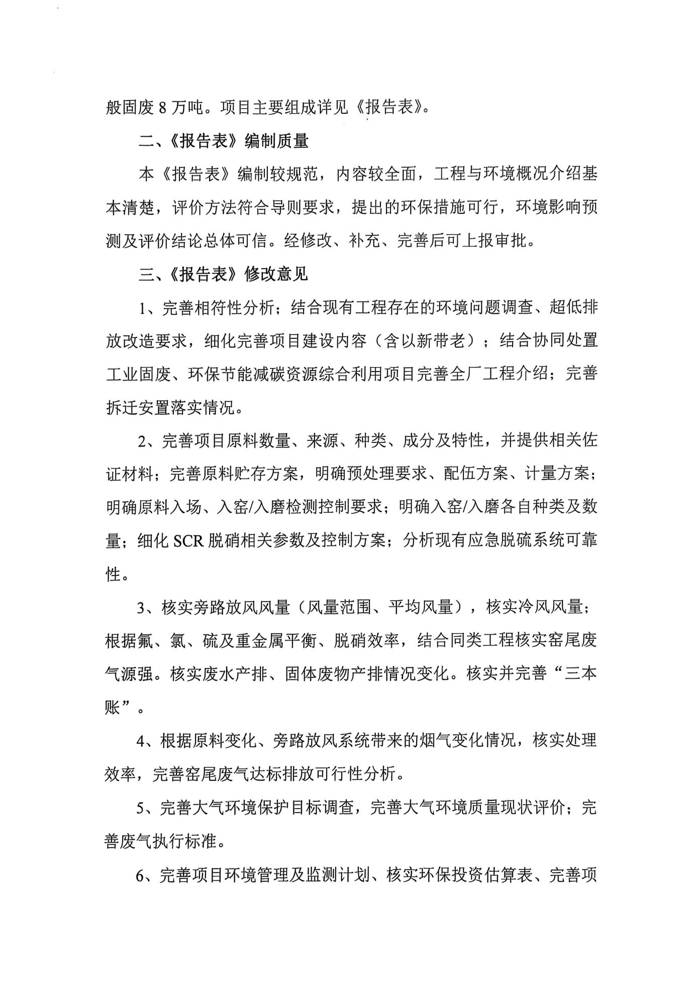 般固废 8 万吨。项目主要组成详见《报告表》。
二、《报告表》编制质量
本《报告表》编制较规范，内容较全面，工程与环境概况介绍基
本清楚，评价方法符合导则要求，提出的环保措施可行，环境影响预
测及评价结论总体可信。经修改、补充、完善后可上报审批。
三、《报告表》修改意见
1、完善相符性分析；结合现有工程存在的环境问题调查、超低排
放改造要求，细化完善项目建设内容（含以新带老）；结合协同处置
工业固废、环保节能减碳资源综合利用项目完善全厂工程介绍；完善
拆迁安置落实情况。
2、完善项目原料数量、来源、种类、成分及特性，并提供相关佐
证材料；完善原料贮存方案，明确预处理要求、配伍方案、计量方案；
明确原料入场、入窑/入磨检测控制要求；明确入窑/入磨各自种类及数
量；细化 SCR 脱硝相关参数及控制方案；分析现有应急脱硫系统可靠
性。
3、核实旁路放风风量（风量范围、平均风量），核实冷风风量；
根据氟、氯、硫及重金属平衡、脱硝效率，结合同类工程核实窑尾废
气源强。核实废水产排、固体废物产排情况变化。核实并完善“三本
账”。
4、根据原料变化、旁路放风系统带来的烟气变化情况，核实处理
效率，完善窑尾废气达标排放可行性分析。
5、完善大气环境保护目标调查，完善大气环境质量现状评价；完
善废气执行标准。
6、完善项目环境管理及监测计划、核实环保投资估算表、完善项